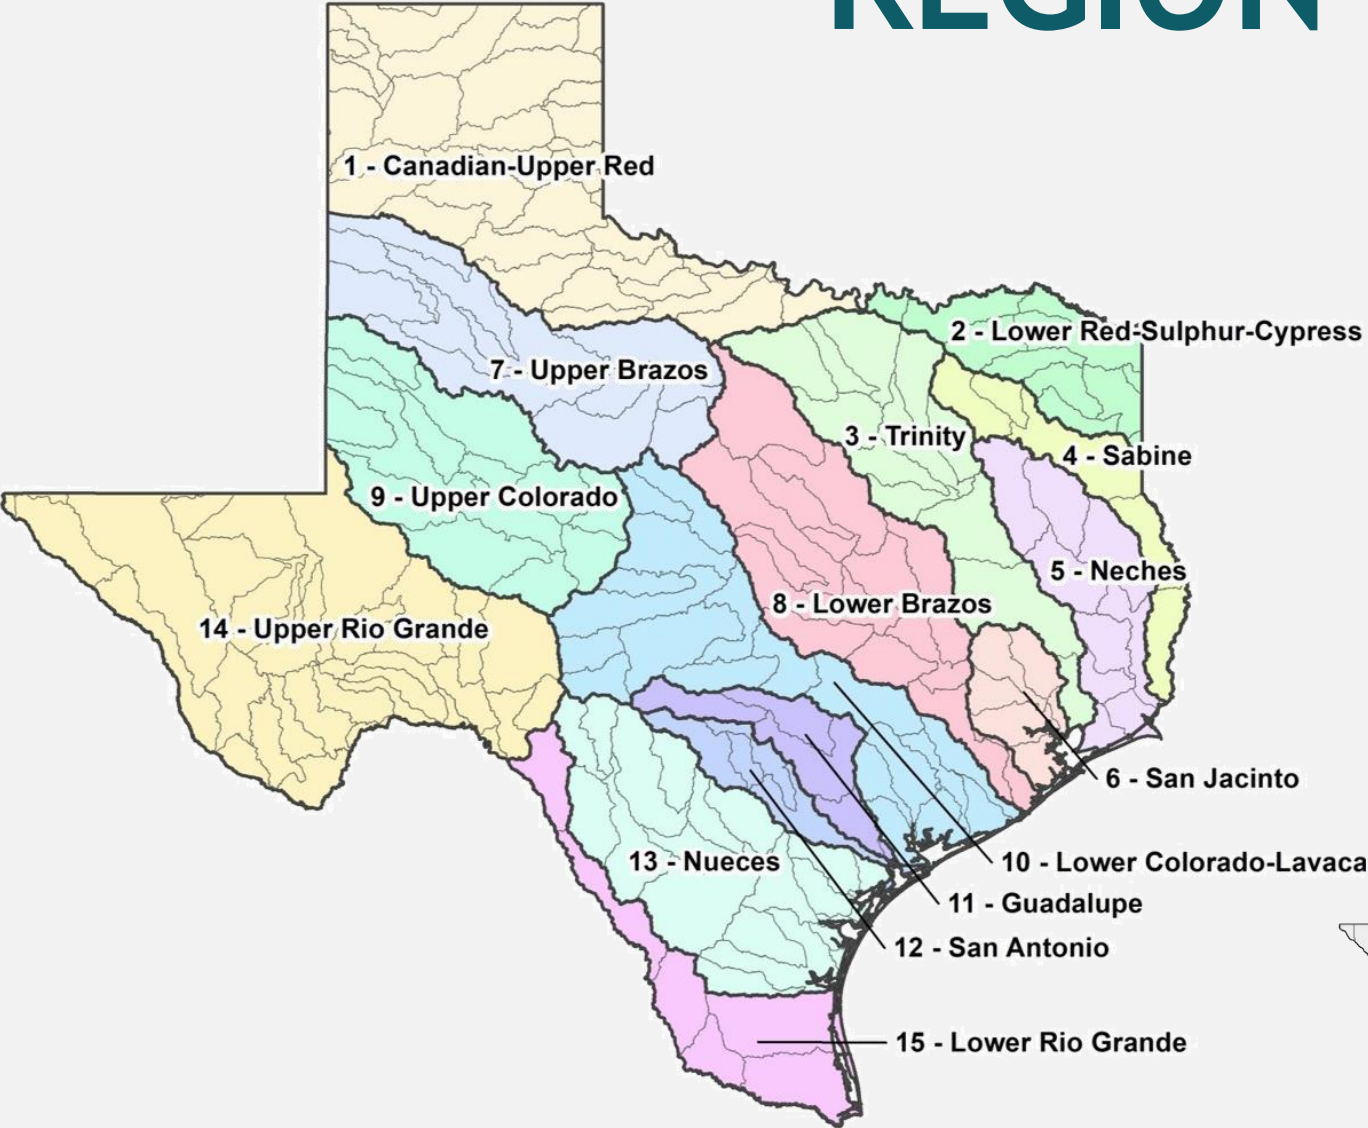 REGION
1 - Canadian-Upper Red
2 - Lower Red-Sulphur-Cypress
7 - Upper Brazos
3 - Trinity
4 - Sabine
9 - Upper Colorado
5 - Neches
8 - Lower Brazos
14 - Upper Rio Grande
6 - San Jacinto
13 - Nueces
10 - Lower Colorado-Lavaca
11 - Guadalupe
12 - San Antonio
15 - Lower Rio Grande